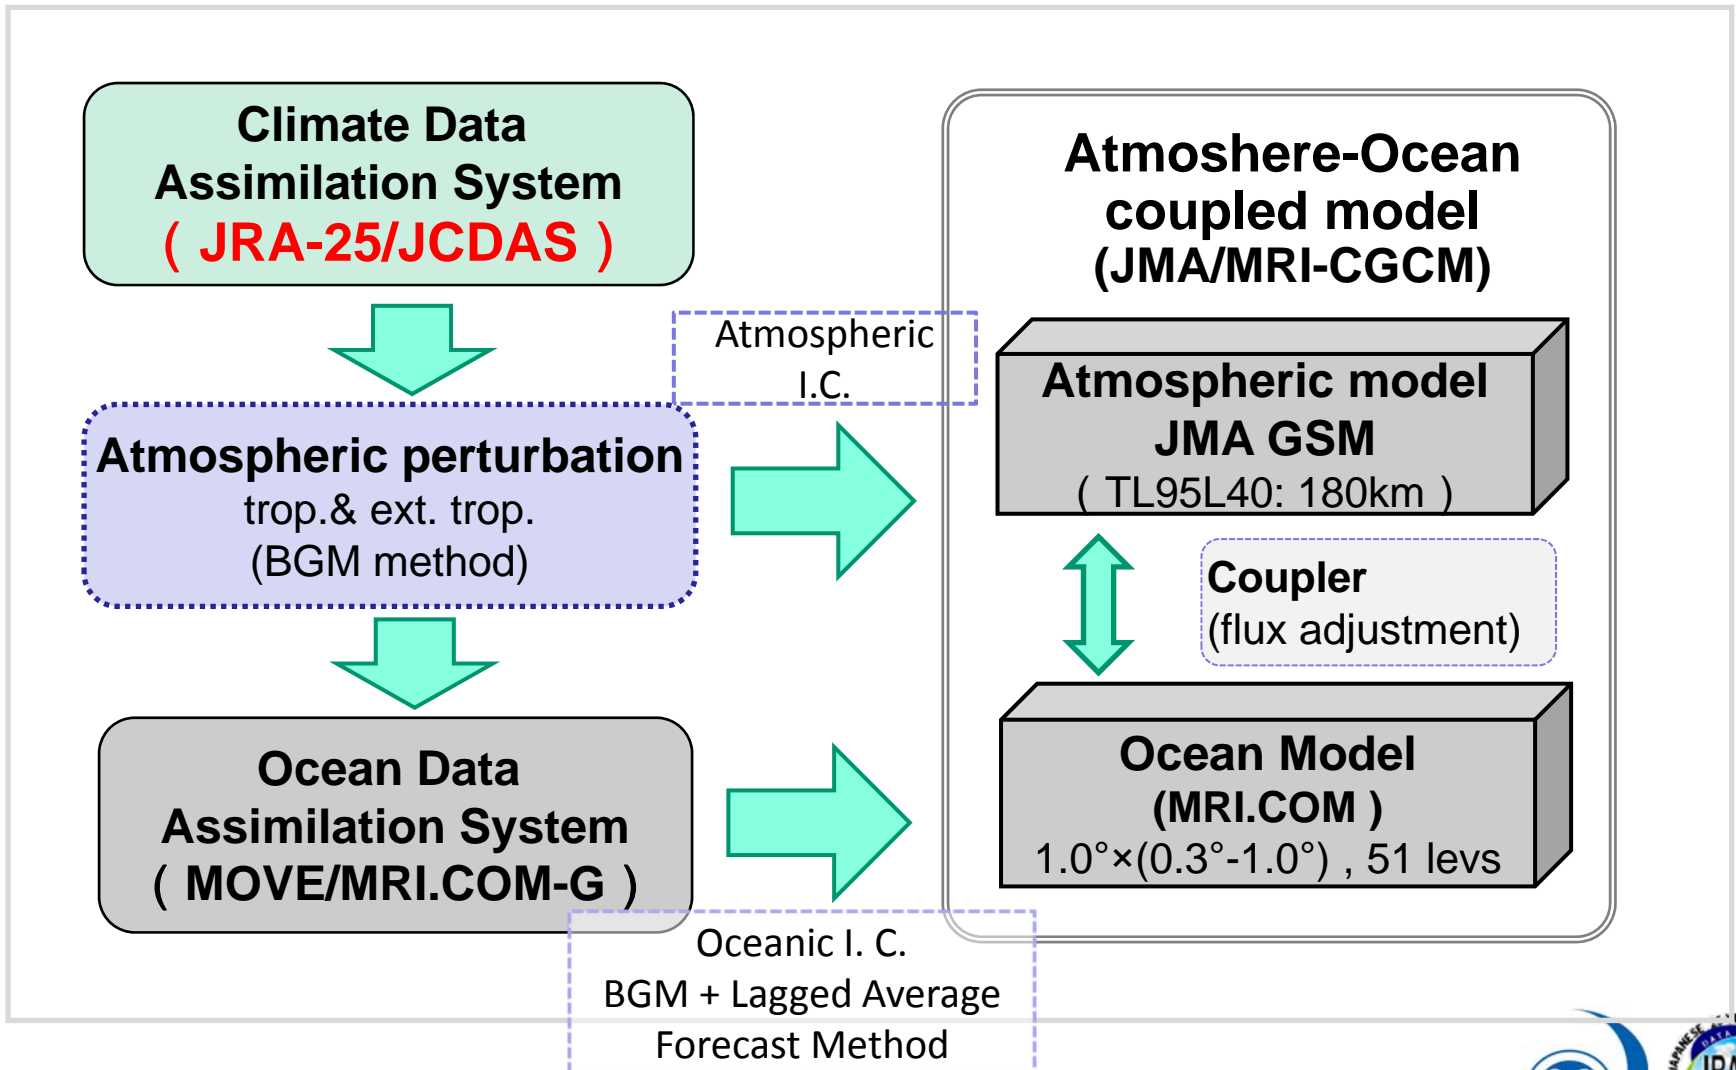 Climate Data
Assimilation System
( JRA-25/JCDAS )
Atmospheric perturbation
trop.& ext. trop.
(BGM method)
Ocean Data
Assimilation System
( MOVE/MRI.COM-G )
Atmospheric
I.C.
Oceanic I. C.
BGM + Lagged Average
Forecast Method
Atmoshere-Ocean
coupled model
(JMA/MRI-CGCM)
Atmospheric model
JMA GSM
( TL95L40: 180km )
Coupler
(flux adjustment)
Ocean Model
(MRI.COM )
1.0°×(0.3°-1.0°) , 51 levs